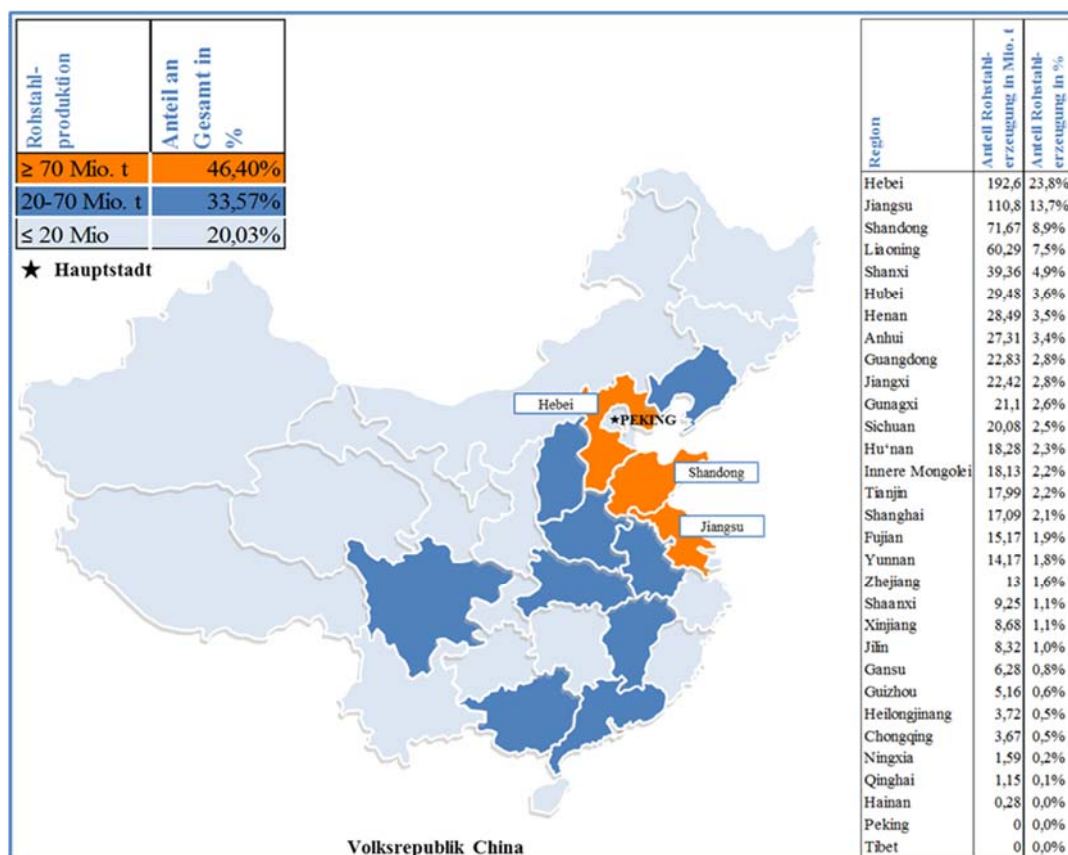 Rohstahl-
produktion
Anteil an
Gesamt in
%
≥ 70 Mio. t 46,40%
20-70 Mio. t 33,57%
≤ 20 Mio 20,03%
★ Hauptstadt
Hebei
★PEKING
Shandong
Jiangsu
Volksrepublik China
Region
Anteil Rohstahl-
erzeugung in Mio. t
Anteil Rohstahl-
erzeugung in %
Hebei 192,6 23,8%
Jiangsu 110,8 13,7%
Shandong 71,67 8,9%
Liaoning 60,29 7,5%
Shanxi 39,36 4,9%
Hubei 29,48 3,6%
Henan 28,49 3,5%
Anhui 27,31 3,4%
Guangdong 22,83 2,8%
Jiangxi 22,42 2,8%
Gunagxi 21,1 2,6%
Sichuan 20,08 2,5%
Hu‘nan 18,28 2,3%
Innere Mongolei 18,13 2,2%
Tianjin 17,99 2,2%
Shanghai 17,09 2,1%
Fujian 15,17 1,9%
Yunnan 14,17 1,8%
Zhejiang 13 1,6%
Shaanxi 9,25 1,1%
Xinjiang 8,68 1,1%
Jilin 8,32 1,0%
Gansu 6,28 0,8%
Guizhou 5,16 0,6%
Heilongjinang 3,72 0,5%
Chongqing 3,67 0,5%
Ningxia 1,59 0,2%
Qinghai 1,15 0,1%
Hainan 0,28 0,0%
Peking 0 0,0%
Tibet 0 0,0%